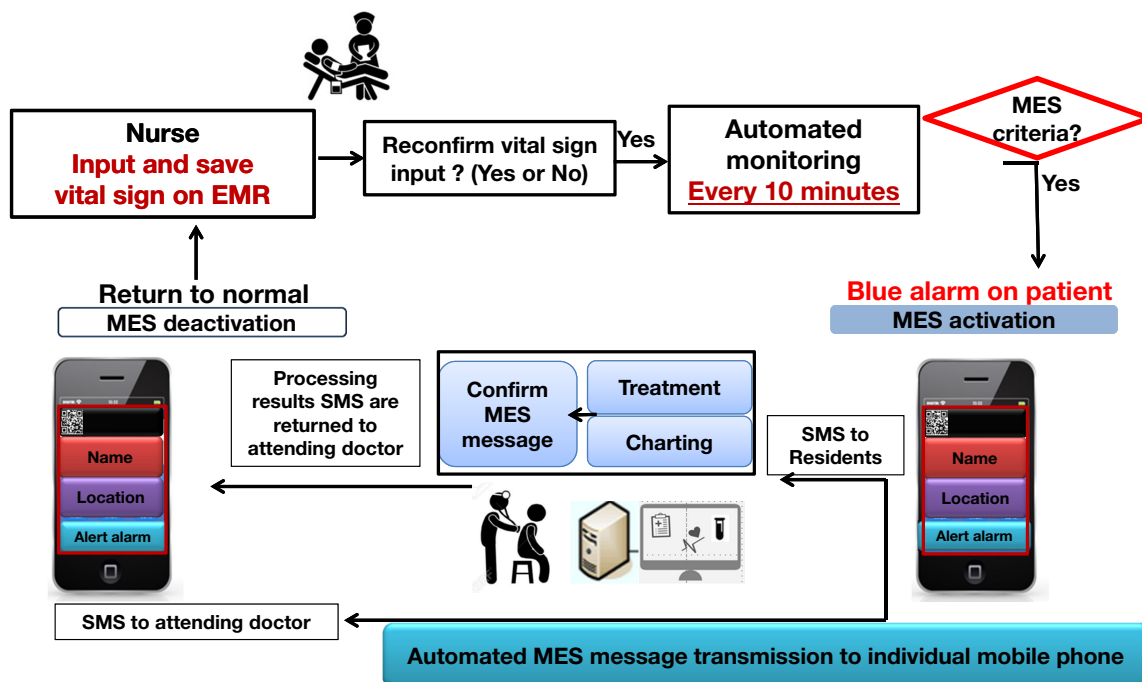 Nurse
Input and save
vital sign on EMR
Reconfirm vital sign
input ? (Yes or No)
Yes
Automated
monitoring
Every 10 minutes
MES
criteria?
Yes
Return to normal
MES deactivation
Blue alarm on patient
MES activation
Processing
results SMS are
returned to
attending doctor
Confirm
MES
message
Treatment
Charting
SMS to
Residents
Name
Location
Alert alarm
Name
Location
Alert alarm
SMS to attending doctor
Automated MES message transmission to individual mobile phone